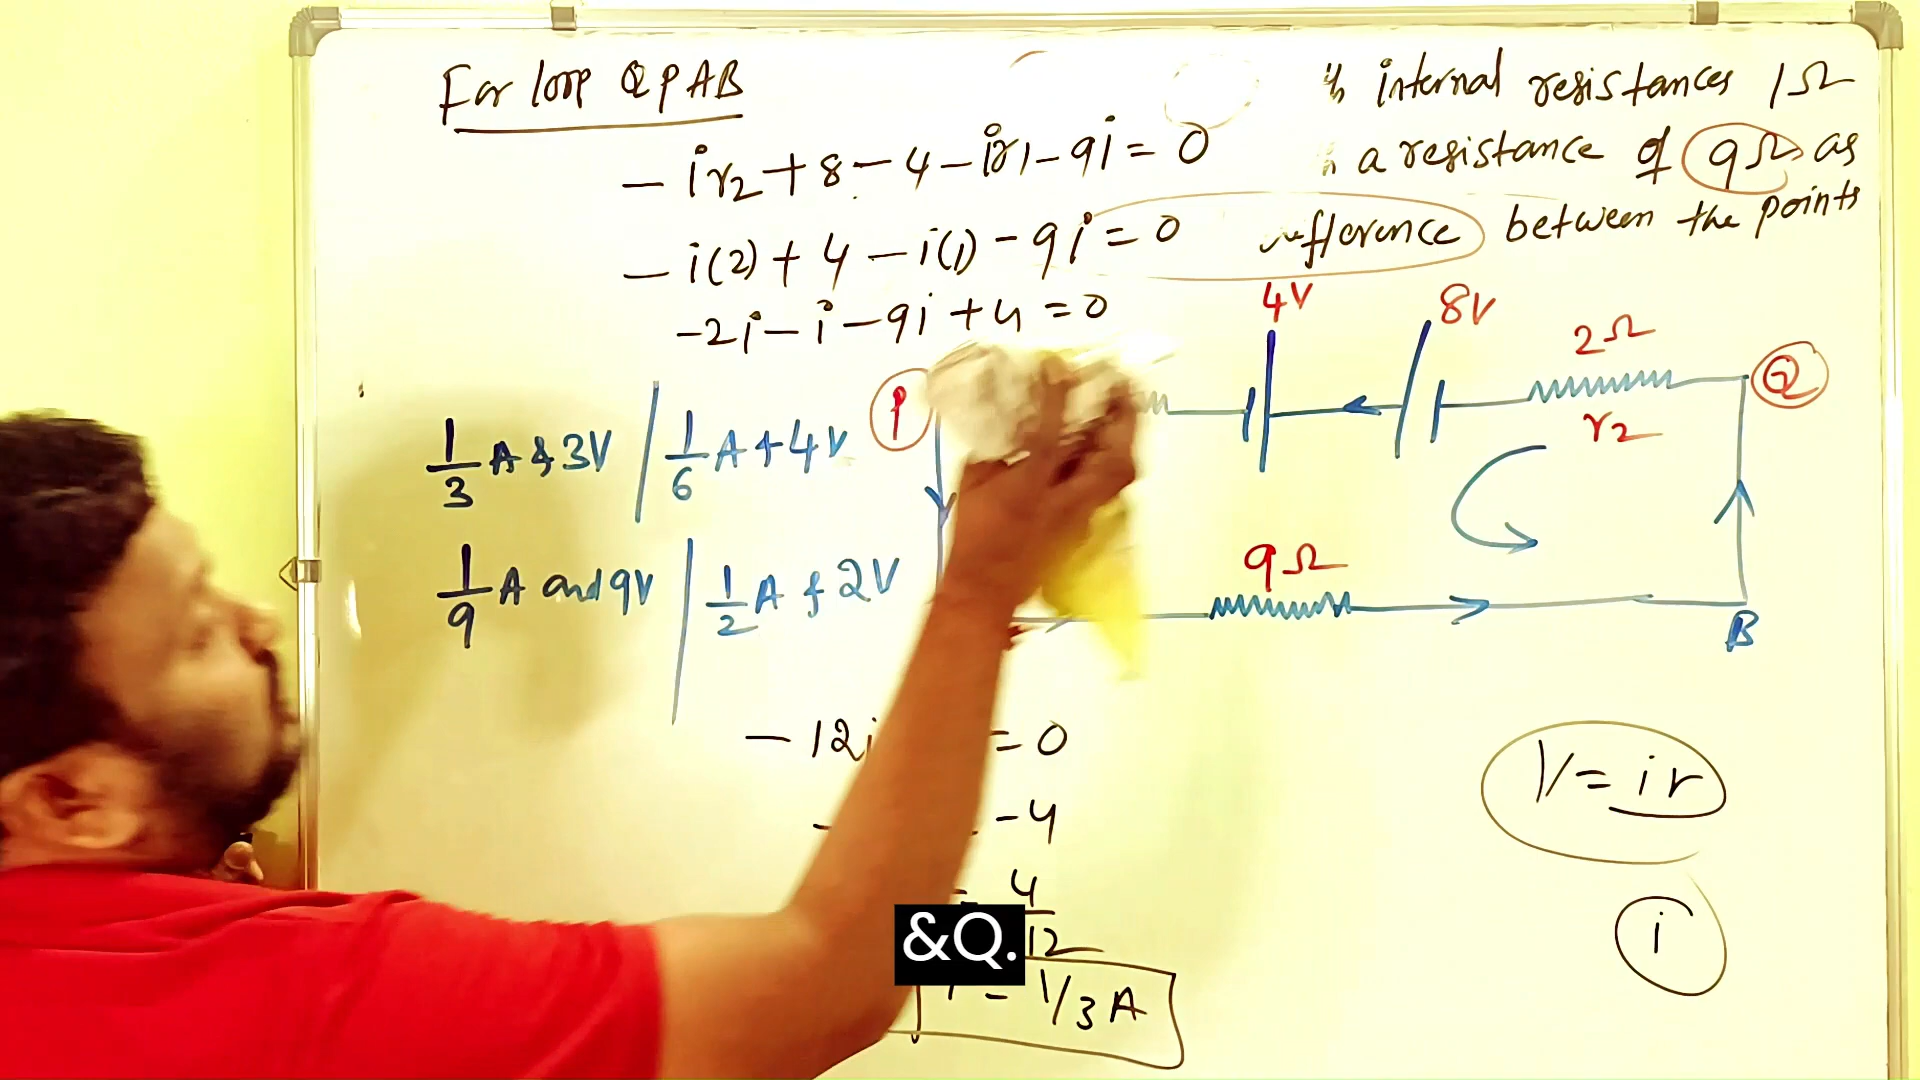 For loop QPAB
- ir2 + 8 - 4 - ir1 - 9i = 0
- i(2) + 4 - i(1) - 9i = 0
-2i - i - 9i + 4 = 0
internal resistances 1Ω
a resistance of 9Ω as
between the points
4V 8V 2Ω
P Q
r2
1/3 A & 3V 1/6 A + 4V
9Ω
1/9 A and 9V 1/2 A & 2V
B
- 12i = 0
- 4
4
12
1/3 A
V = ir
i
&Q.